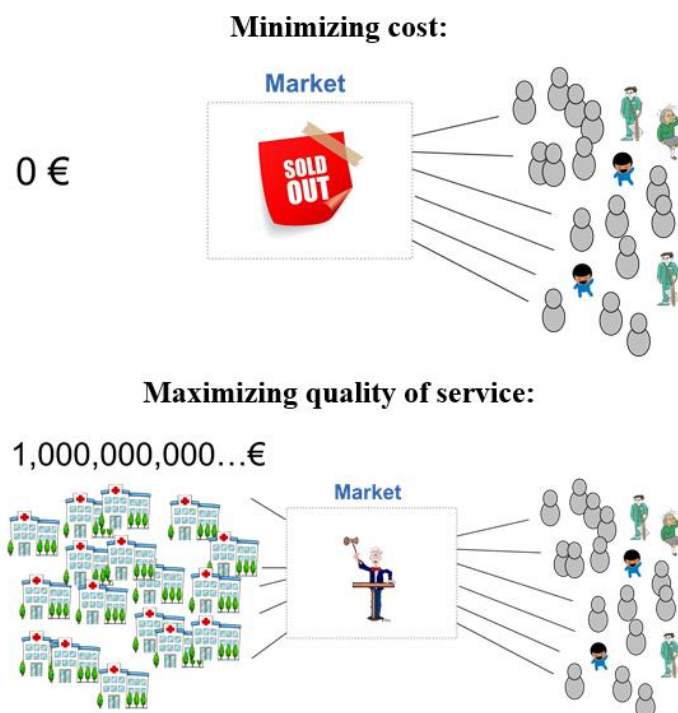 Minimizing cost:
Market
0 €
SOLD
OUT
Maximizing quality of service:
1,000,000,000...€
Market